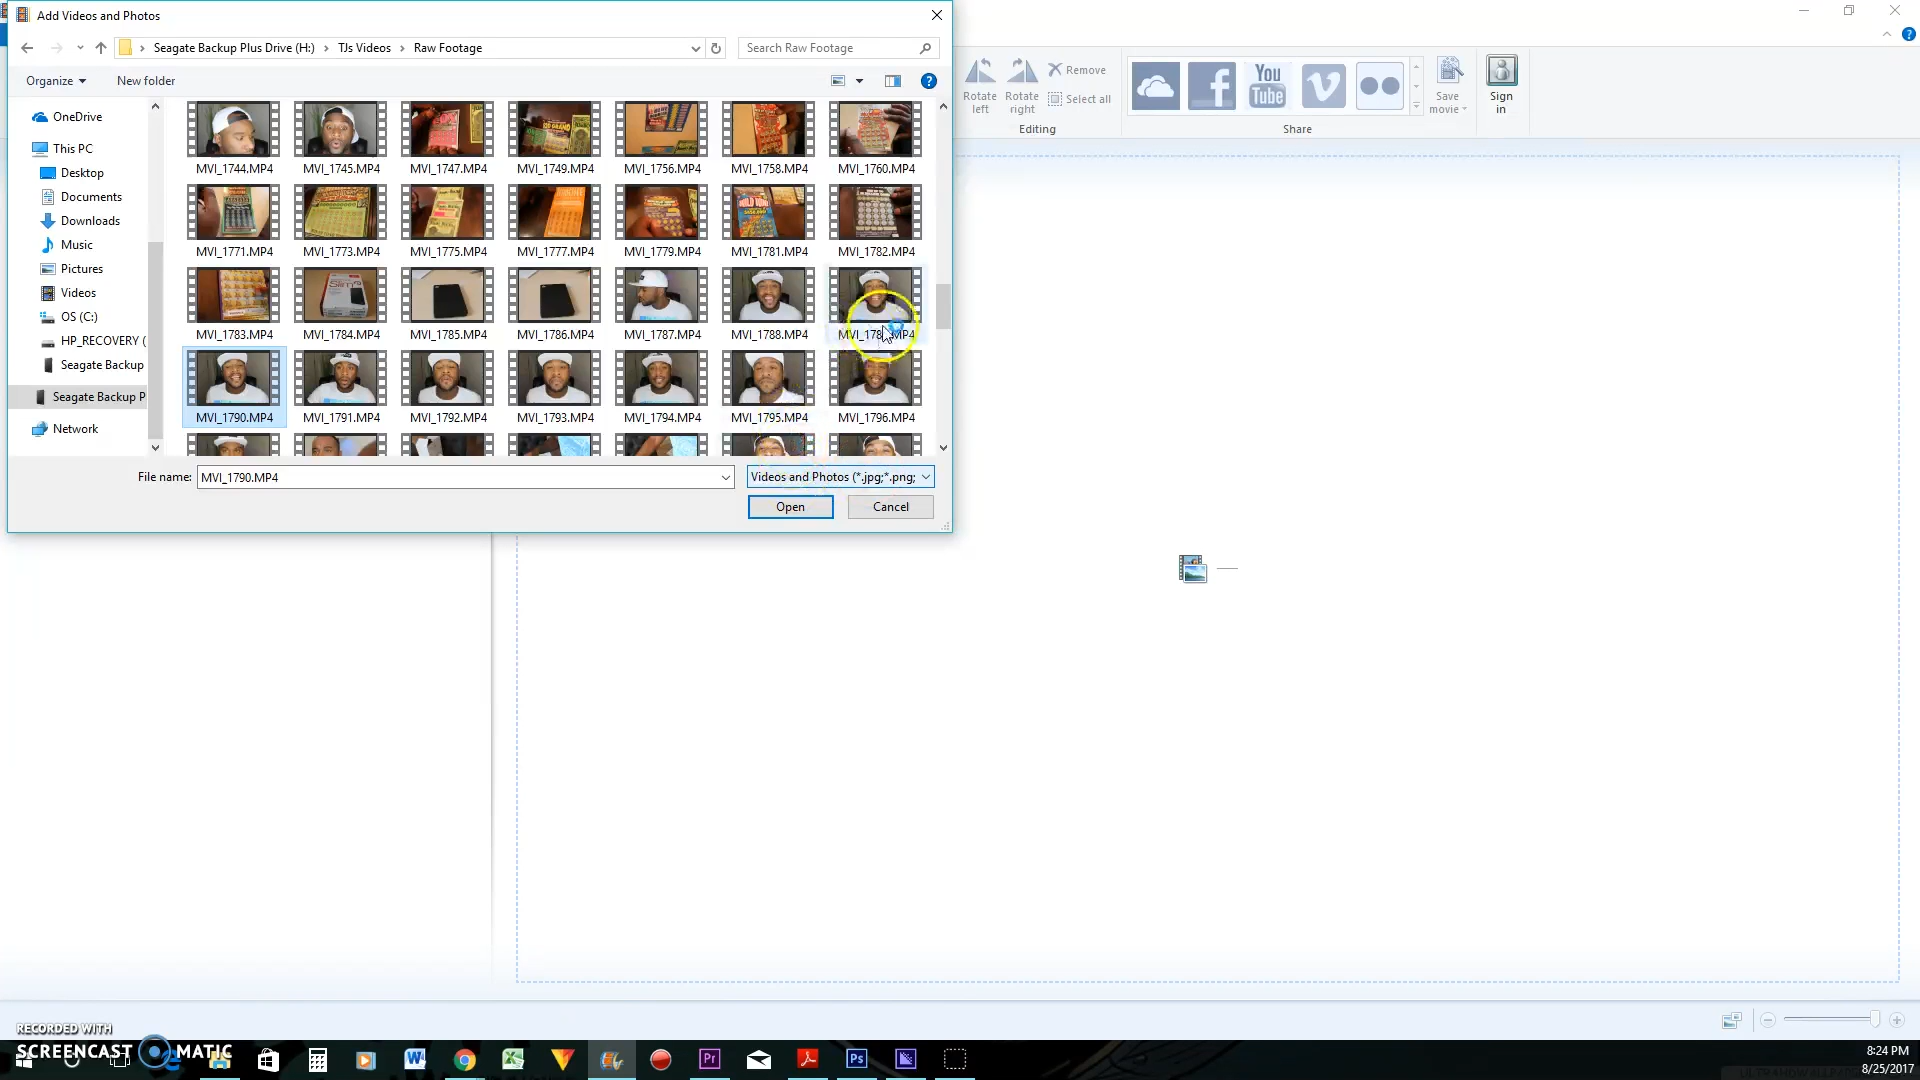 Add Videos and Photos
Seagate Backup Plus Drive (H:) › TJs Videos › Raw Footage
Search Raw Footage
Organize
New folder
Rotate left
Rotate right
Remove
Select all
Editing
You Tube
Share
Save movie
Sign in
OneDrive
This PC
Desktop
Documents
Downloads
Music
Pictures
Videos
OS (C:)
HP_RECOVERY (
Seagate Backup
Seagate Backup P
Network
MVI_1744.MP4 MVI_1745.MP4 MVI_1747.MP4 MVI_1749.MP4 MVI_1756.MP4 MVI_1758.MP4 MVI_1760.MP4
MVI_1771.MP4 MVI_1773.MP4 MVI_1775.MP4 MVI_1777.MP4 MVI_1779.MP4 MVI_1781.MP4 MVI_1782.MP4
MVI_1783.MP4 MVI_1784.MP4 MVI_1785.MP4 MVI_1786.MP4 MVI_1787.MP4 MVI_1788.MP4
MVI_1790.MP4 MVI_1791.MP4 MVI_1792.MP4 MVI_1793.MP4 MVI_1794.MP4 MVI_1795.MP4 MVI_1796.MP4
File name: MVI_1790.MP4
Videos and Photos (*.jpg;*.png;
Open
Cancel
RECORDED WITH
SCREENCAST MATIC
Pr
Ps
8:24 PM
8/25/2017